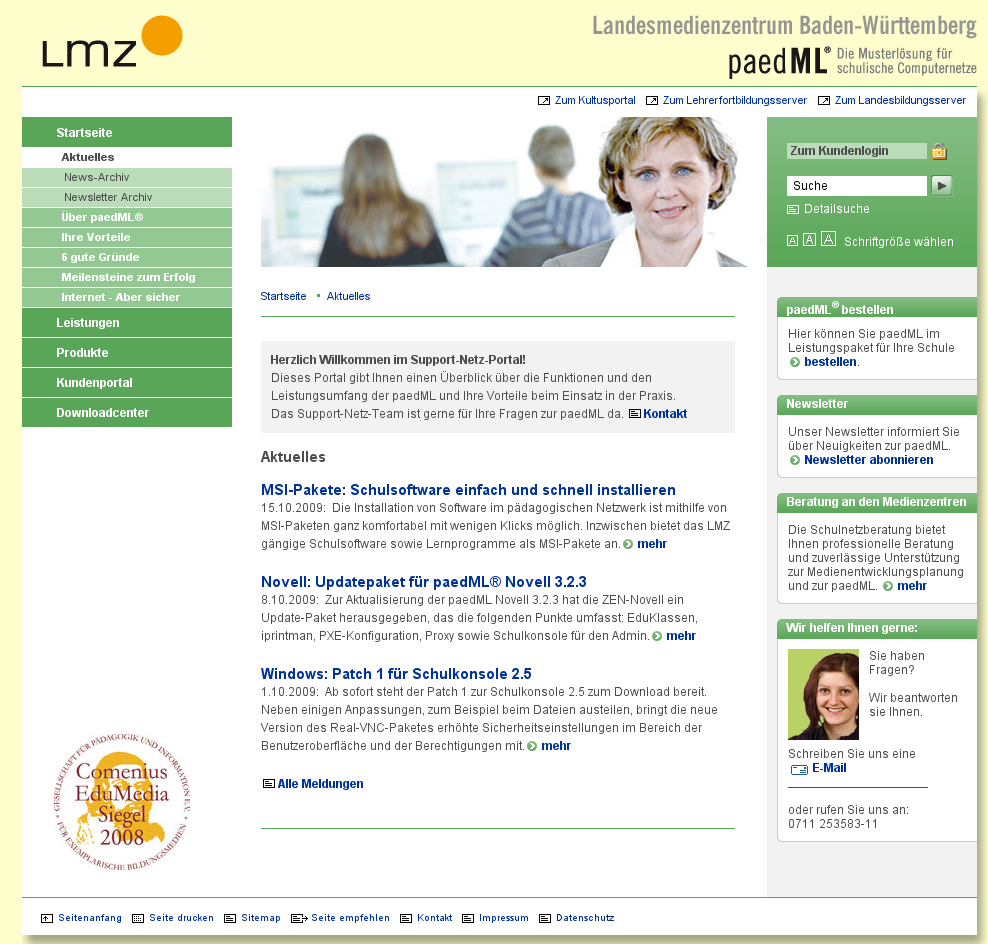 LMZ
Landesmedienzentrum Baden-Württemberg
paedML® Die Musterlösung für
schulische Computernetze
Zum Kultusportal Zum Lehrerfortbildungsserver Zum Landesbildungsserver
Startseite
Aktuelles
News-Archiv
Newsletter Archiv
Über paedML®
Ihre Vorteile
6 gute Gründe
Meilensteine zum Erfolg
Internet - Aber sicher
Leistungen
Produkte
Kundenportal
Downloadcenter
Zum Kundenlogin
Suche
Detailsuche
A A A Schriftgröße wählen
Startseite Aktuelles
Herzlich Willkommen im Support-Netz-Portal!
Dieses Portal gibt Ihnen einen Überblick über die Funktionen und den
Leistungsumfang der paedML und Ihre Vorteile beim Einsatz in der Praxis.
Das Support-Netz-Team ist gerne für Ihre Fragen zur paedML da. Kontakt
Aktuelles
MSI-Pakete: Schulsoftware einfach und schnell installieren
15.10.2009: Die Installation von Software im pädagogischen Netzwerk ist mithilfe von
MSI-Paketen ganz komfortabel mit wenigen Klicks möglich. Inzwischen bietet das LMZ
gängige Schulsoftware sowie Lernprogramme als MSI-Pakete an. mehr
Novell: Updatepaket für paedML® Novell 3.2.3
8.10.2009: Zur Aktualisierung der paedML Novell 3.2.3 hat die ZEN-Novell ein
Update-Paket herausgegeben, das die folgenden Punkte umfasst: EduKlassen,
iprintman, PXE-Konfiguration, Proxy sowie Schulkonsole für den Admin. mehr
Windows: Patch 1 für Schulkonsole 2.5
1.10.2009: Ab sofort steht der Patch 1 zur Schulkonsole 2.5 zum Download bereit.
Neben einigen Anpassungen, zum Beispiel beim Dateien austeilen, bringt die neue
Version des Real-VNC-Paketes erhöhte Sicherheitseinstellungen im Bereich der
Benutzeroberfläche und der Berechtigungen mit. mehr
Alle Meldungen
paedML® bestellen
Hier können Sie paedML im
Leistungspaket für Ihre Schule
bestellen.
Newsletter
Unser Newsletter informiert Sie
über Neuigkeiten zur paedML.
Newsletter abonnieren
Beratung an den Medienzentren
Die Schulnetzberatung bietet
Ihnen professionelle Beratung
und zuverlässige Unterstützung
zur Medienentwicklungsplanung
und zur paedML. mehr
Wir helfen Ihnen gerne:
Sie haben
Fragen?
Wir beantworten
sie Ihnen.
Schreiben Sie uns eine
E-Mail
oder rufen Sie uns an:
0711 253583-11
GESELLSCHAFT FÜR PÄDAGOGIK UND INFORMATION E.V.
Comenius
EduMedia
Siegel
2008
FÜR EXEMPLARISCHE BILDUNGSMEDIEN
Seitenanfang Seite drucken Sitemap Seite empfehlen Kontakt Impressum Datenschutz